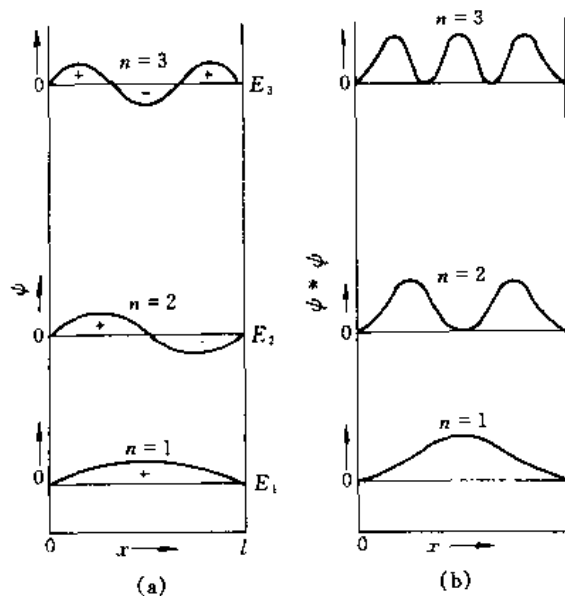 n = 3
+
−
+
0
E₃
ψ
n = 2
+
0
E₂
n = 1
0
+
E₁
0
x
l
(a)
n = 3
0
ψ * ψ
n = 2
0
n = 1
0
0
x
(b)